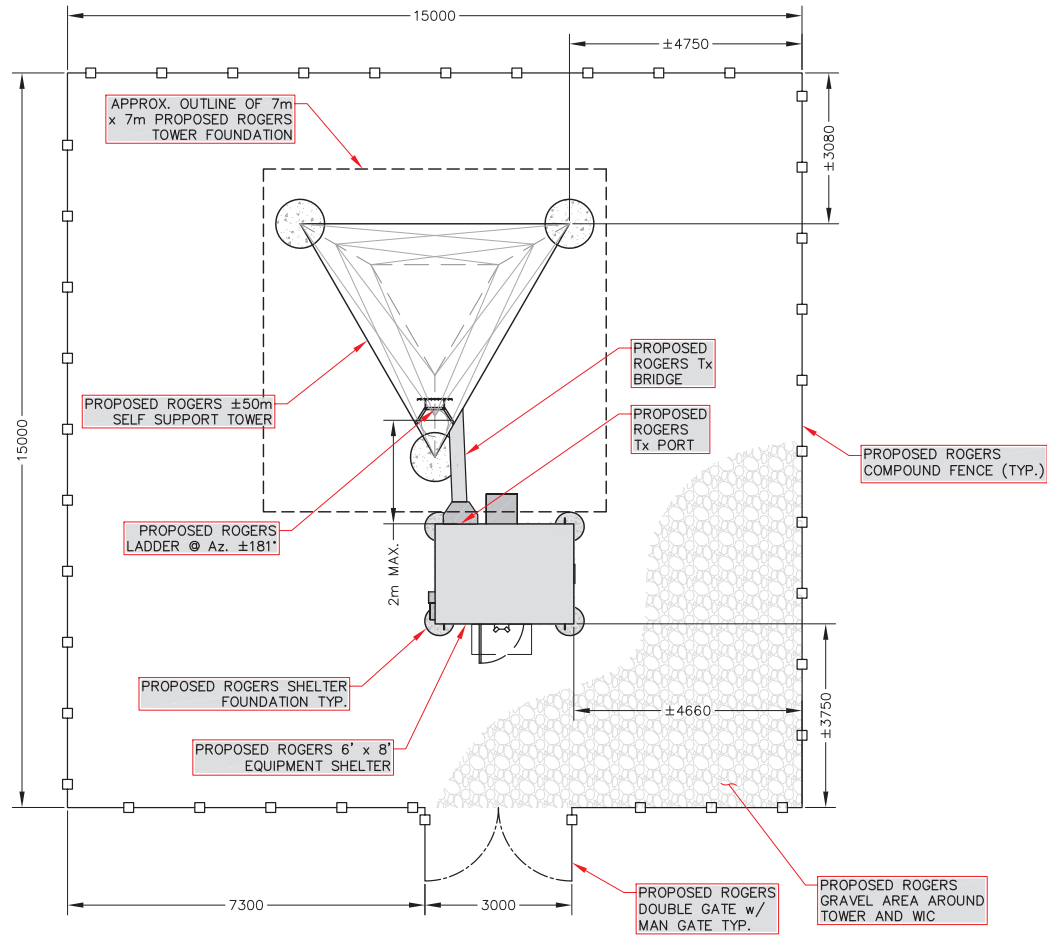 15000
±4750
APPROX. OUTLINE OF 7m
x 7m PROPOSED ROGERS
TOWER FOUNDATION
±3080
PROPOSED
ROGERS Tx
BRIDGE
PROPOSED ROGERS ±50m
SELF SUPPORT TOWER
PROPOSED
ROGERS
Tx PORT
15000
PROPOSED ROGERS
COMPOUND FENCE (TYP.)
PROPOSED ROGERS
LADDER @ Az. ±181°
2m MAX.
PROPOSED ROGERS SHELTER
FOUNDATION TYP.
±4660
±3750
PROPOSED ROGERS 6' x 8'
EQUIPMENT SHELTER
7300
3000
PROPOSED ROGERS
DOUBLE GATE w/
MAN GATE TYP.
PROPOSED ROGERS
GRAVEL AREA AROUND
TOWER AND WIC